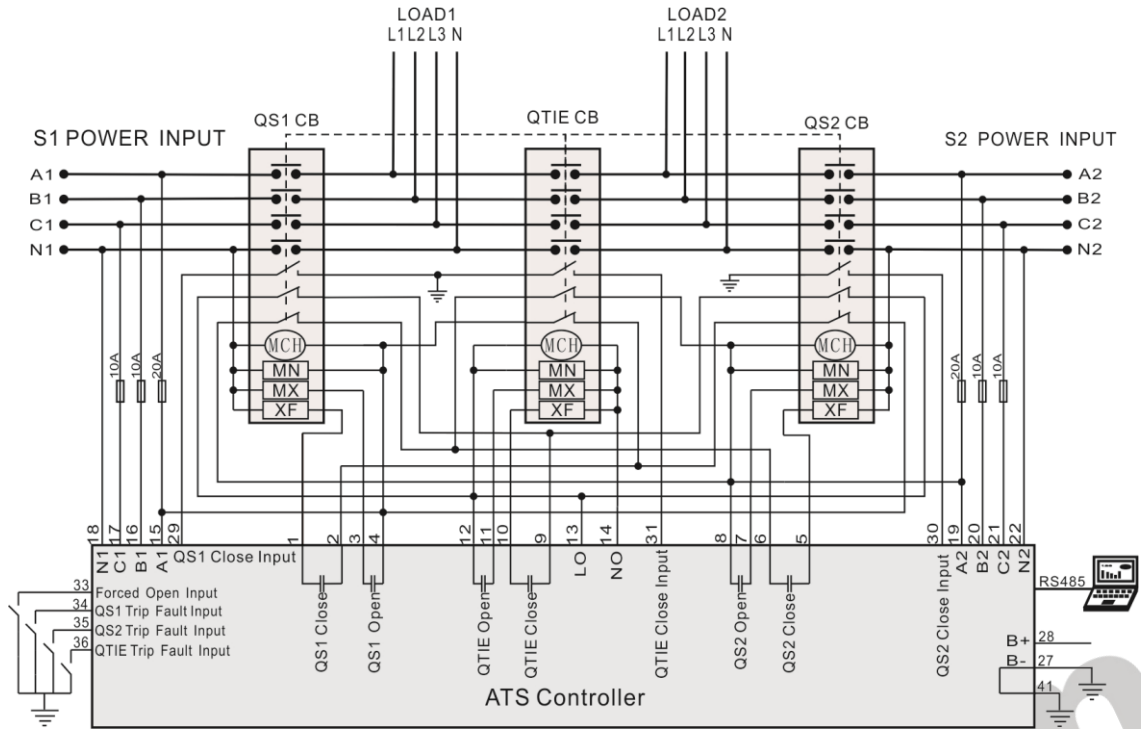 LOAD1
L1 L2 L3 N
LOAD2
L1 L2 L3 N
QS1 CB
QTIE CB
QS2 CB
S1 POWER INPUT
S2 POWER INPUT
A1
B1
C1
N1
A2
B2
C2
N2
MCH
MN
MX
XF
MCH
MN
MX
XF
MCH
MN
MX
XF
10A
10A
20A
20A
10A
10A
18
17
16
15
29
1
2
3
4
12
11
10
9
13
14
31
8
7
6
5
30
19
20
21
22
N1
C1
B1
A1
QS1 Close Input
QS1 Close
QS1 Open
QTIE Open
QTIE Close
LO
NO
QTIE Close Input
QS2 Open
QS2 Close
QS2 Close Input
A2
B2
C2
N2
RS485
33 Forced Open Input
34 QS1 Trip Fault Input
35 QS2 Trip Fault Input
36 QTIE Trip Fault Input
B+ 28
B- 27
41
ATS Controller